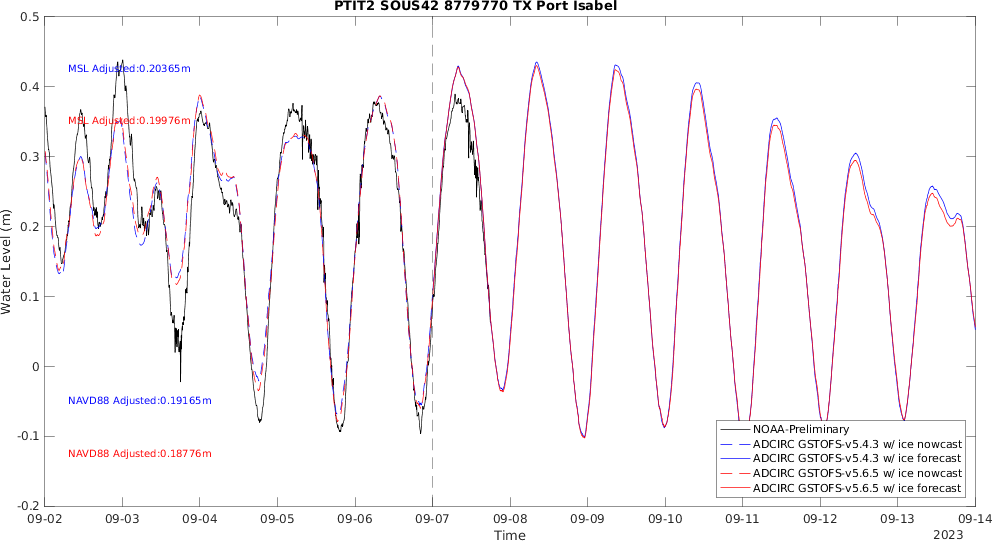 PTIT2 SOUS42 8779770 TX Port Isabel
0.5
0.4
0.3
0.2
0.1
0
-0.1
-0.2
Water Level (m)
MSL Adjusted:0.20365m
MSL Adjusted:0.19976m
NAVD88 Adjusted:0.19165m
NAVD88 Adjusted:0.18776m
NOAA-Preliminary
ADCIRC GSTOFS-v5.4.3 w/ ice nowcast
ADCIRC GSTOFS-v5.4.3 w/ ice forecast
ADCIRC GSTOFS-v5.6.5 w/ ice nowcast
ADCIRC GSTOFS-v5.6.5 w/ ice forecast
09-02 09-03 09-04 09-05 09-06 09-07 09-08 09-09 09-10 09-11 09-12 09-13 09-14
Time
2023